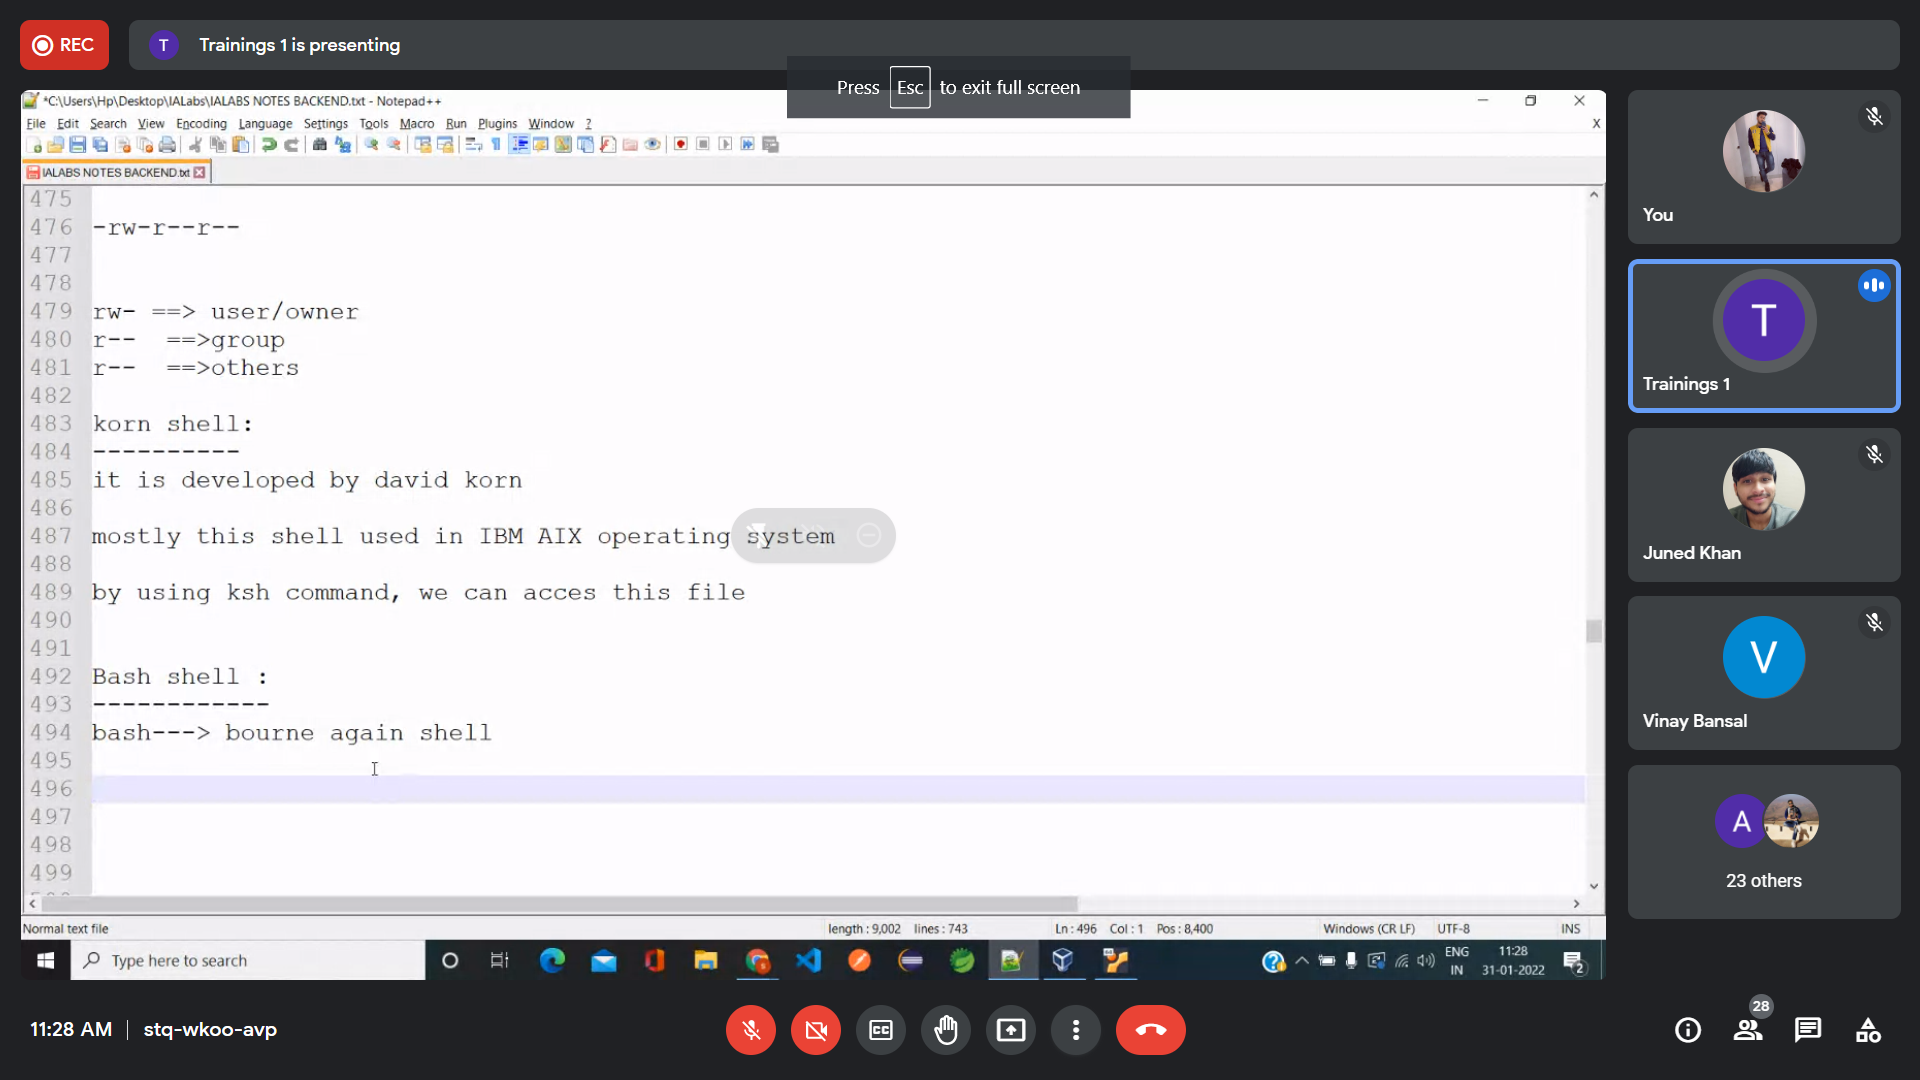 REC
T
Trainings 1 is presenting
Press Esc to exit full screen
*C:\Users\Hp\Desktop\IALabs\IALABS NOTES BACKEND.txt - Notepad++
File Edit Search View Encoding Language Settings Tools Macro Run Plugins Window ?
X
IALABS NOTES BACKEND.txt
475
476 -rw-r--r--
477
478
479 rw- ==> user/owner
480 r-- ==>group
481 r-- ==>others
482
483 korn shell:
484 ----------
485 it is developed by david korn
486
487 mostly this shell used in IBM AIX operating system
488
489 by using ksh command, we can acces this file
490
491
492 Bash shell :
493 ------------
494 bash---> bourne again shell
495
496
497
498
499
Normal text file length : 9,002 lines : 743 Ln : 496 Col : 1 Pos : 8,400 Windows (CR LF) UTF-8 INS
Type here to search
ENG
IN
11:28
31-01-2022
2
You
T
Trainings 1
Juned Khan
V
Vinay Bansal
A
23 others
11:28 AM | stq-wkoo-avp
CC
28